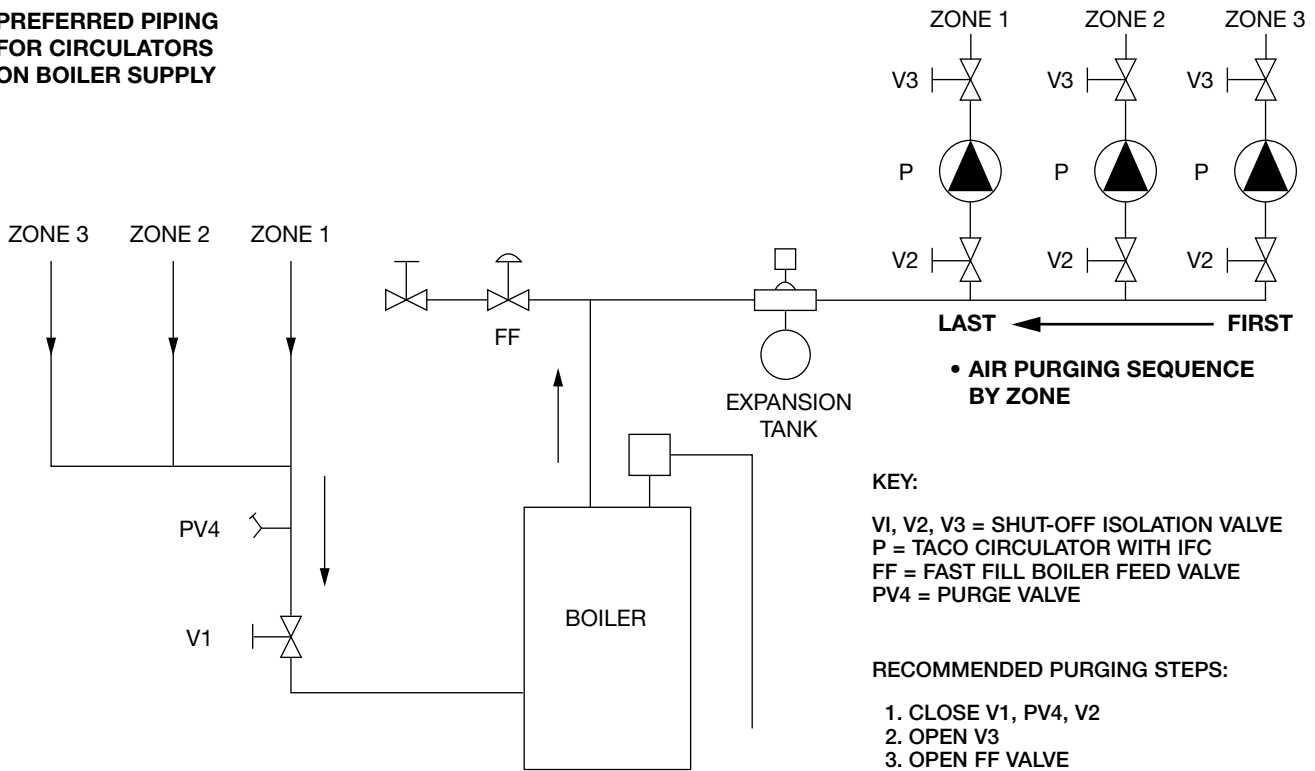 PREFERRED PIPING
FOR CIRCULATORS
ON BOILER SUPPLY
ZONE 1 ZONE 2 ZONE 3
V3 V3 V3
P P P
ZONE 3 ZONE 2 ZONE 1
V2 V2 V2
FF
LAST FIRST
• AIR PURGING SEQUENCE
BY ZONE
EXPANSION
TANK
KEY:
VI, V2, V3 = SHUT-OFF ISOLATION VALVE
P = TACO CIRCULATOR WITH IFC
FF = FAST FILL BOILER FEED VALVE
PV4 = PURGE VALVE
PV4
BOILER
V1
RECOMMENDED PURGING STEPS:
1. CLOSE V1, PV4, V2
2. OPEN V3
3. OPEN FF VALVE